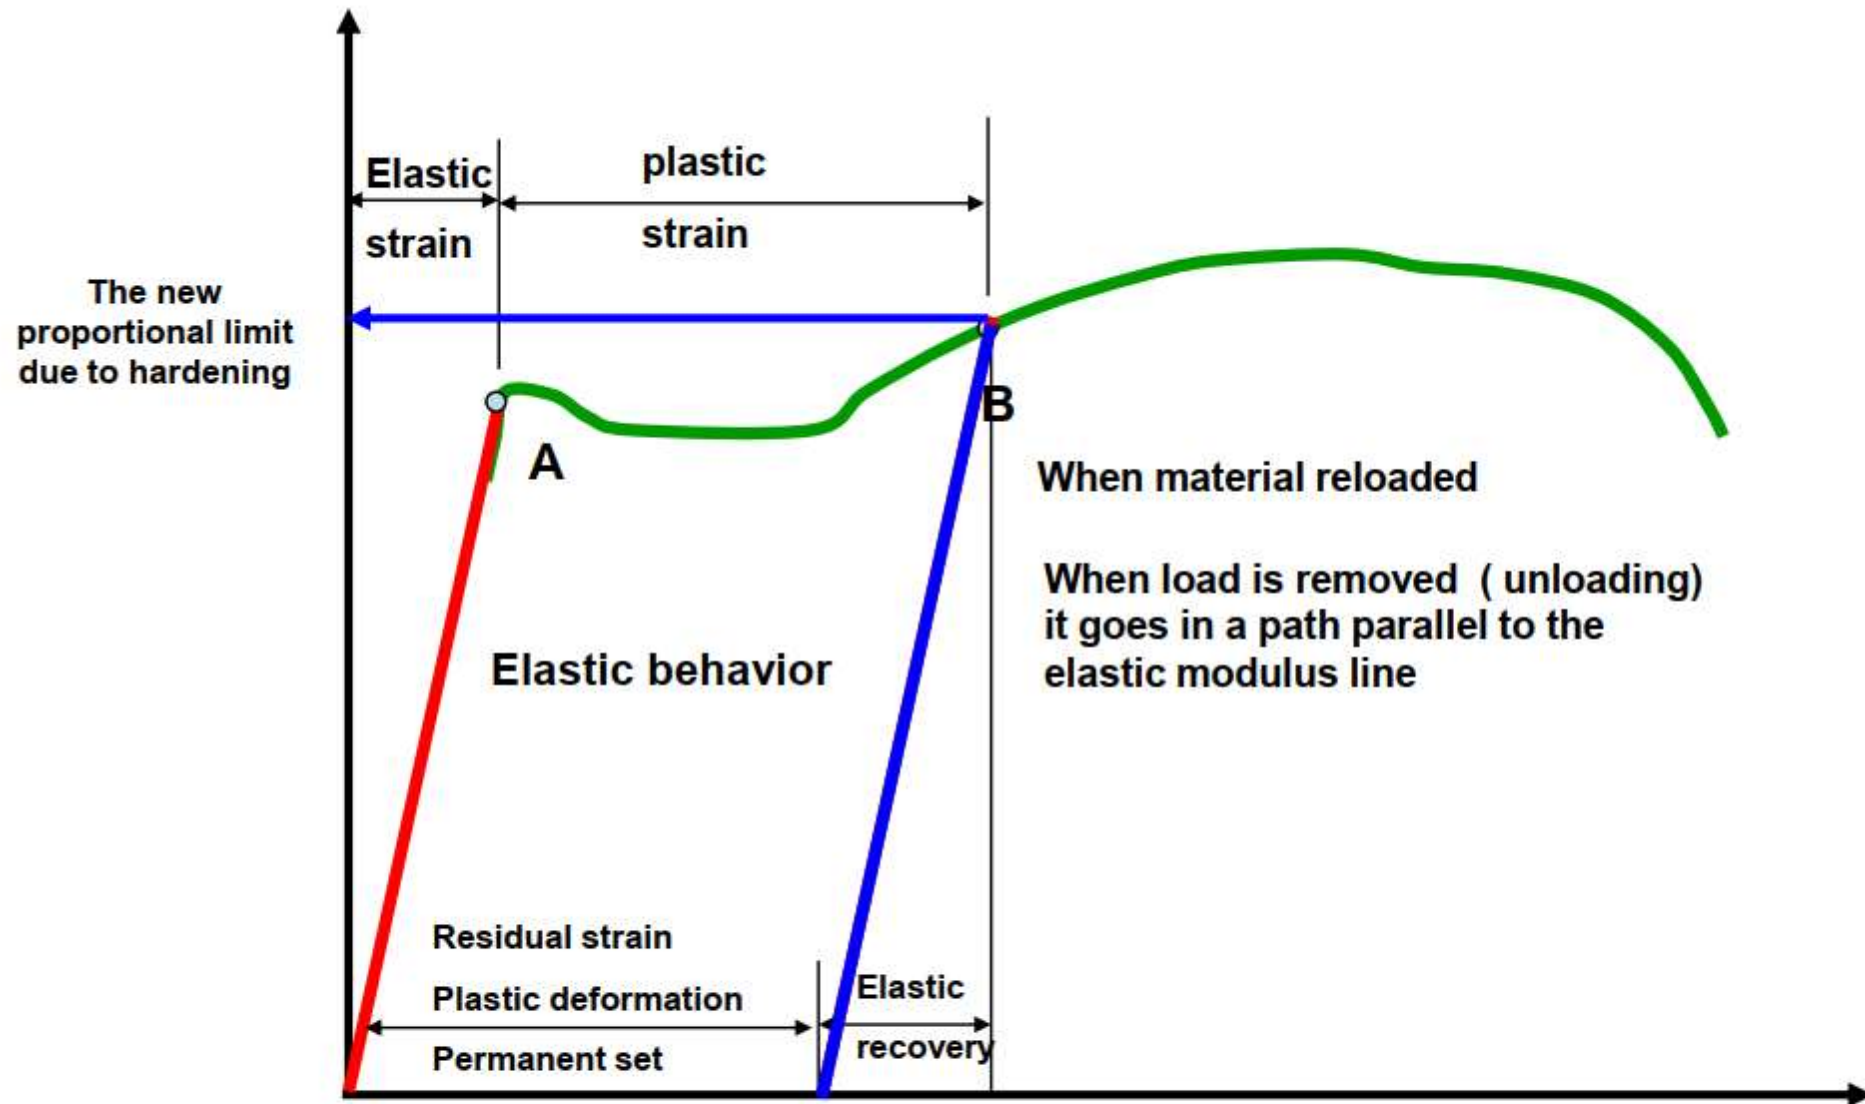 Elastic
strain
plastic
strain
The new
proportional limit
due to hardening
A
B
When material reloaded
When load is removed ( unloading)
it goes in a path parallel to the
elastic modulus line
Elastic behavior
Residual strain
Plastic deformation
Permanent set
Elastic
recovery